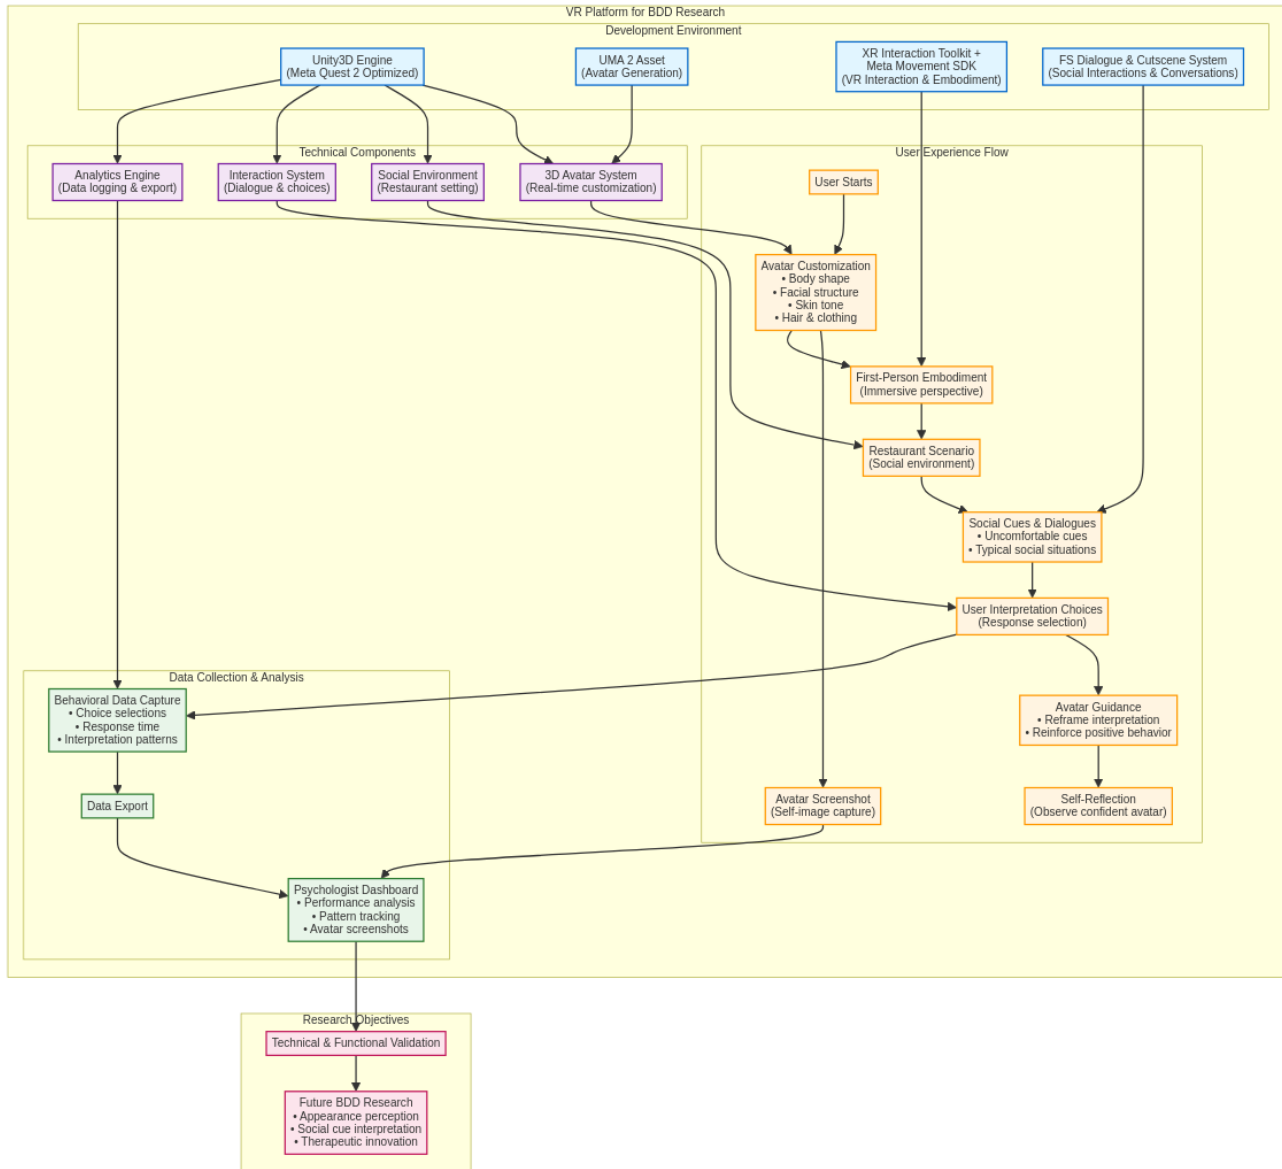 VR Platform for BDD Research
Development Environment
Unity3D Engine
(Meta Quest 2 Optimized)
UMA 2 Asset
(Avatar Generation)
XR Interaction Toolkit +
Meta Movement SDK
(VR Interaction & Embodiment)
FS Dialogue & Cutscene System
(Social Interactions & Conversations)
Technical Components
Analytics Engine
(Data logging & export)
Interaction System
(Dialogue & choices)
Social Environment
(Restaurant setting)
3D Avatar System
(Real-time customization)
User Experience Flow
User Starts
Avatar Customization
• Body shape
• Facial structure
• Skin tone
• Hair & clothing
First-Person Embodiment
(Immersive perspective)
Restaurant Scenario
(Social environment)
Social Cues & Dialogues
• Uncomfortable cues
• Typical social situations
User Interpretation Choices
(Response selection)
Avatar Guidance
• Reframe interpretation
• Reinforce positive behavior
Avatar Screenshot
(Self-image capture)
Self-Reflection
(Observe confident avatar)
Data Collection & Analysis
Behavioral Data Capture
• Choice selections
• Response time
• Interpretation patterns
Data Export
Psychologist Dashboard
• Performance analysis
• Pattern tracking
• Avatar screenshots
Research Objectives
Technical & Functional Validation
Future BDD Research
• Appearance perception
• Social cue interpretation
• Therapeutic innovation